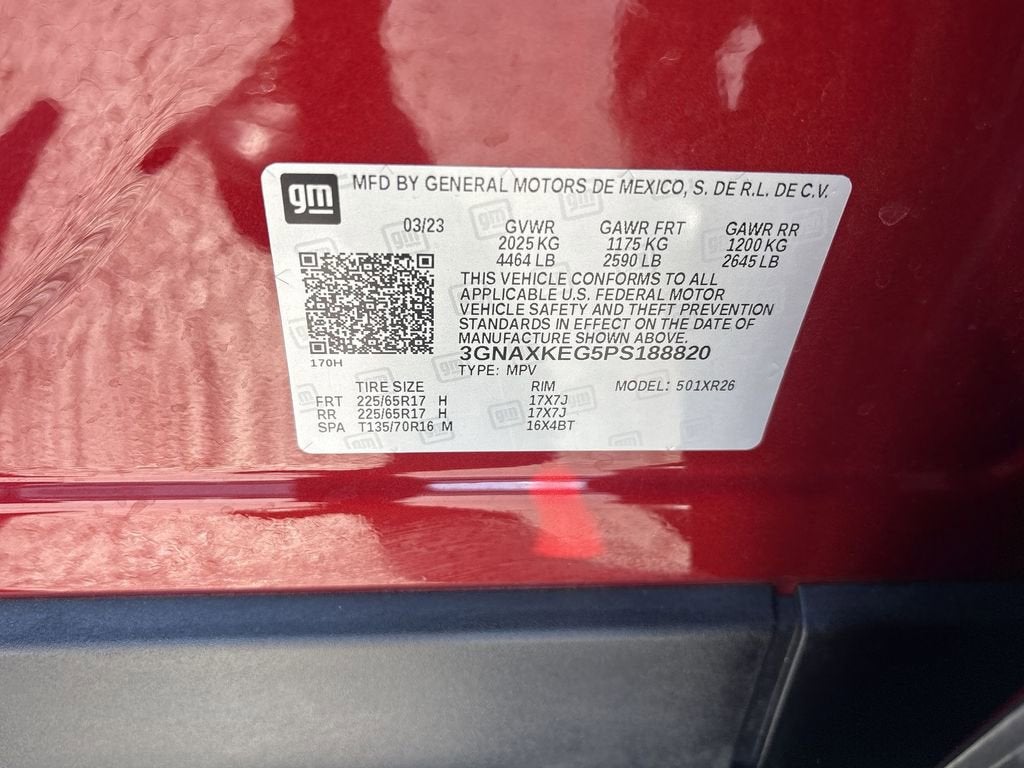 gm MFD BY GENERAL MOTORS DE MEXICO, S. DE R.L. DE C.V.
03/23 GVWR GAWR FRT GAWR RR
2025 KG 1175 KG 1200 KG
4464 LB 2590 LB 2645 LB
THIS VEHICLE CONFORMS TO ALL
APPLICABLE U.S. FEDERAL MOTOR
VEHICLE SAFETY AND THEFT PREVENTION
STANDARDS IN EFFECT ON THE DATE OF
MANUFACTURE SHOWN ABOVE.
3GNAXKEG5PS188820
170H
TYPE: MPV
TIRE SIZE RIM MODEL: 501XR26
FRT 225/65R17 H 17X7J
RR 225/65R17 H 17X7J
SPA T135/70R16 M 16X4BT